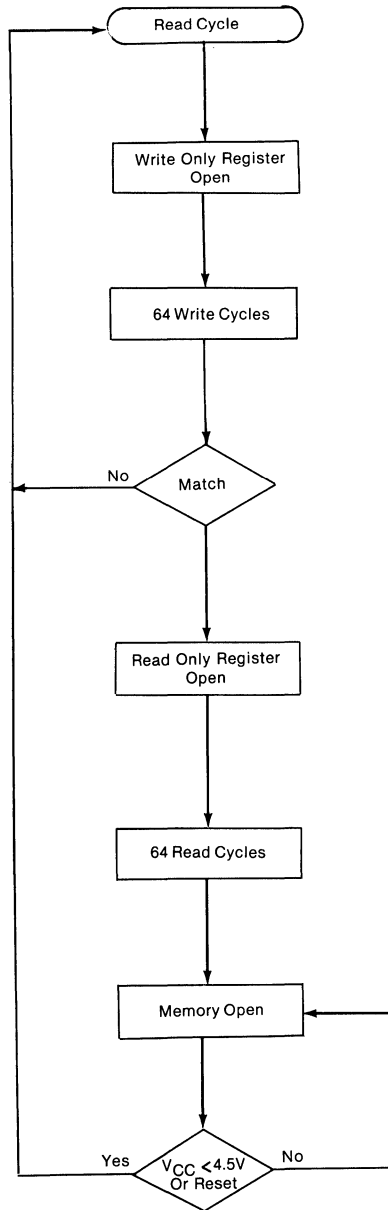 Read Cycle
Write Only Register
Open
64 Write Cycles
No
Match
Read Only Register
Open
64 Read Cycles
Memory Open
Yes
VCC <4.5V
Or Reset
No